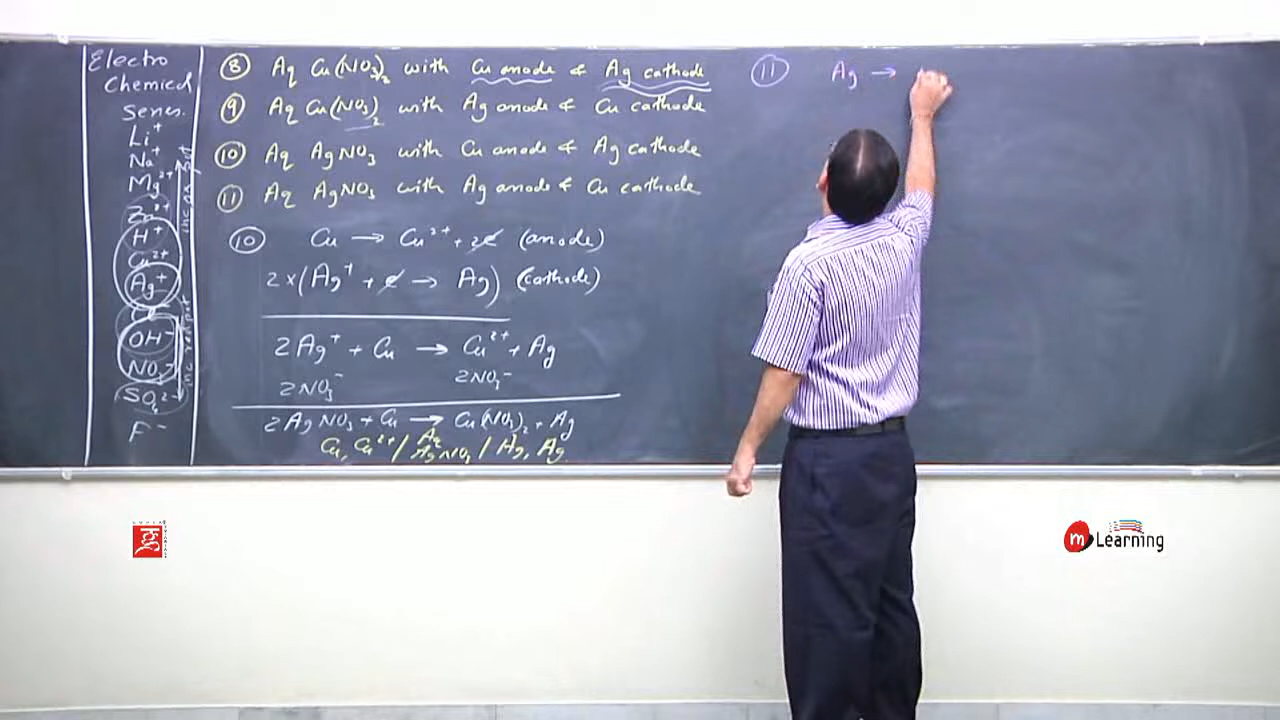 Electro
Chemical
Series.
Li⁺
Na⁺
Mg²⁺
Zn²⁺
H⁺
Cu²⁺
Ag⁺
OH⁻
NO₃⁻
SO₄²⁻
F⁻
inc red pot
⑧ Aq Cu(NO₃)₂ with Cu anode & Ag cathode
⑨ Aq Cu(NO₃)₂ with Ag anode & Cu cathode
⑩ Aq AgNO₃ with Cu anode & Ag cathode
⑪ Aq AgNO₃ with Ag anode & Cu cathode
⑩ Cu → Cu²⁺ + 2e (anode)
2×(Ag⁺ + e → Ag) (cathode)
2Ag⁺ + Cu → Cu²⁺ + Ag
2NO₃⁻ 2NO₃⁻
2AgNO₃ + Cu → Cu(NO₃)₂ + Ag
Cu, Cu²⁺ / Aq AgNO₃ / Ag, Ag
⑪ Ag →
m Learning